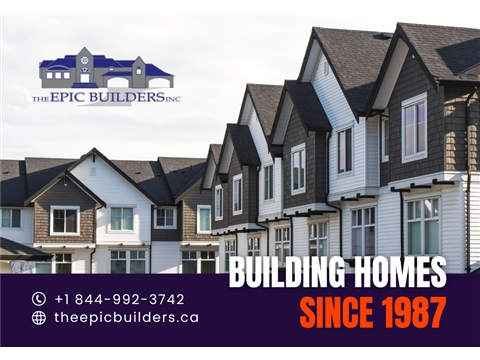 THE EPIC BUILDERS INC
BUILDING HOMES
SINCE 1987
+1 844-992-3742
theepicbuilders.ca